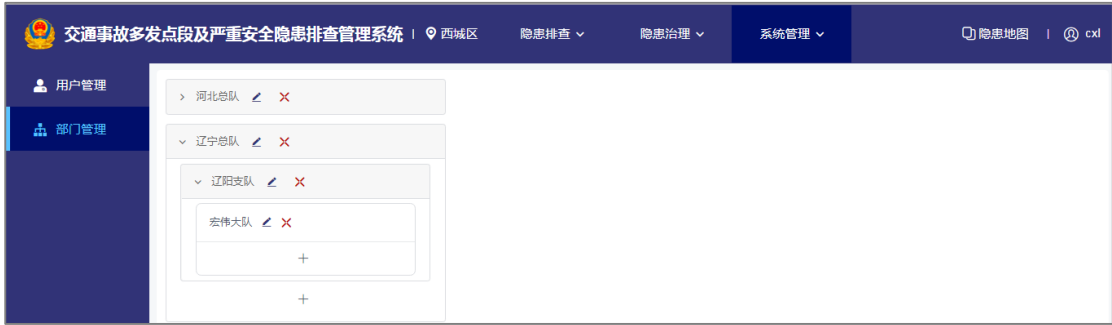 交通事故多发点段及严重安全隐患排查管理系统 | 西城区 隐患排查 隐患治理 系统管理 隐患地图 | cxl
用户管理
河北总队
部门管理
辽宁总队
辽阳支队
宏伟大队
+
+